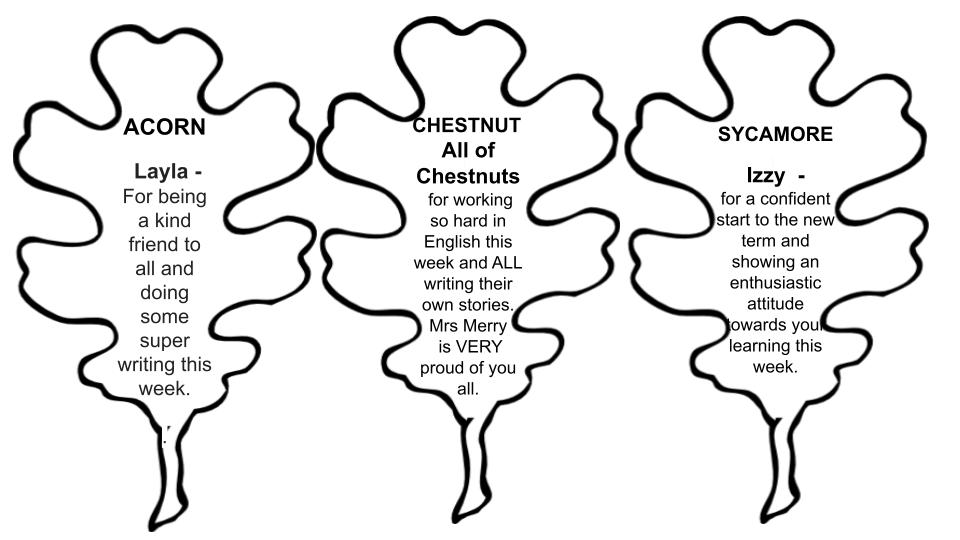 ACORN
Layla -
For being
a kind
friend to
all and
doing
some
super
writing this
week.
.
CHESTNUT
All of
Chestnuts
for working
so hard in
English this
week and ALL
writing their
own stories.
Mrs Merry
is VERY
proud of you
all.
SYCAMORE
Izzy -
for a confident
start to the new
term and
showing an
enthusiastic
attitude
towards your
learning this
week.